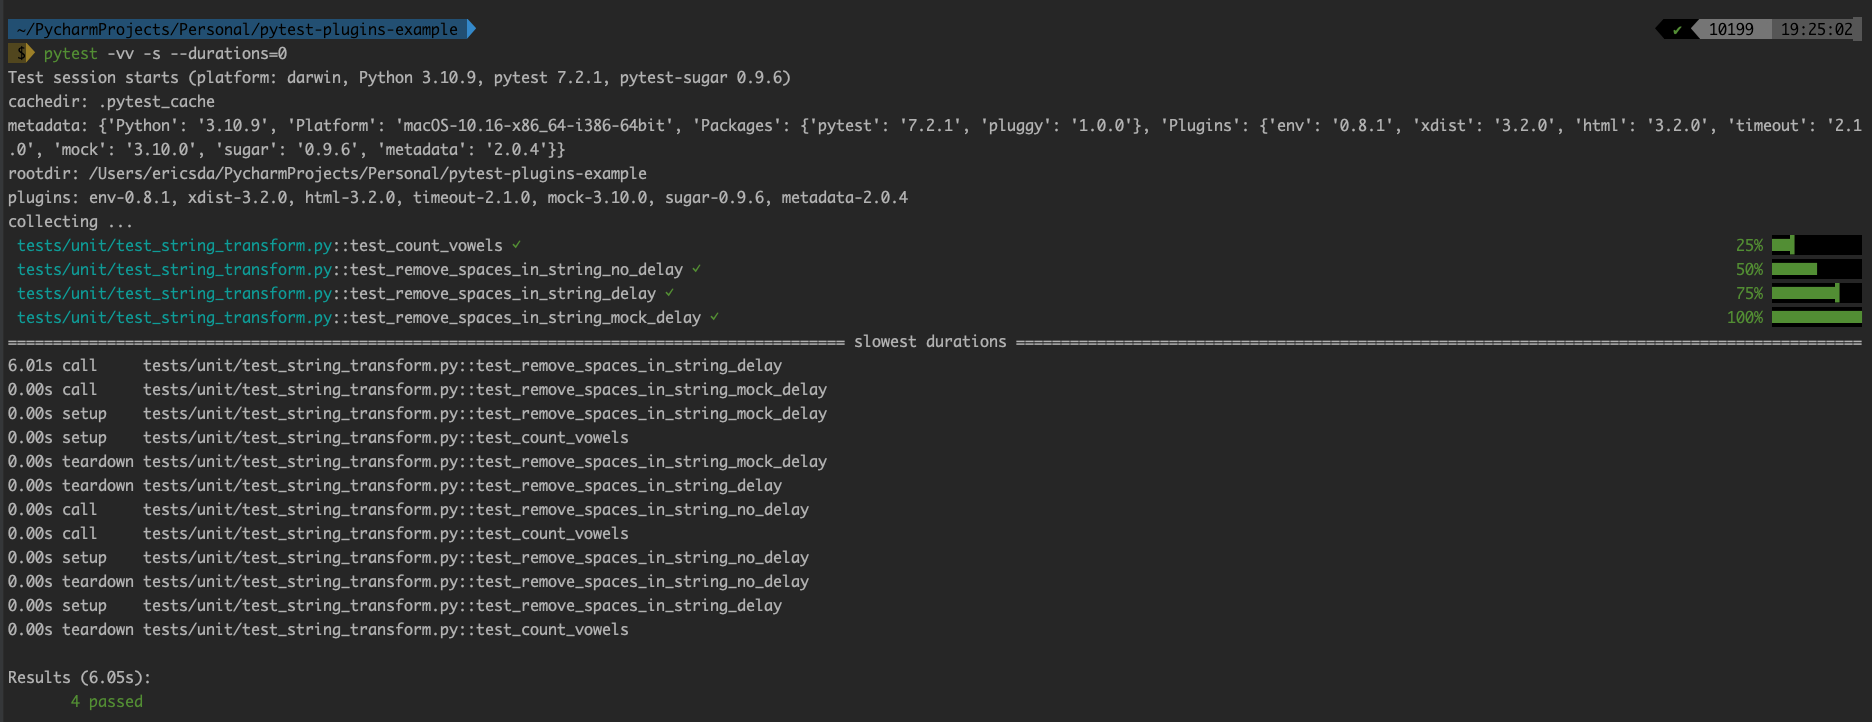 ~/PycharmProjects/Personal/pytest-plugins-example ✔ 10199 19:25:02
$ pytest -vv -s --durations=0
Test session starts (platform: darwin, Python 3.10.9, pytest 7.2.1, pytest-sugar 0.9.6)
cachedir: .pytest_cache
metadata: {'Python': '3.10.9', 'Platform': 'macOS-10.16-x86_64-i386-64bit', 'Packages': {'pytest': '7.2.1', 'pluggy': '1.0.0'}, 'Plugins': {'env': '0.8.1', 'xdist': '3.2.0', 'html': '3.2.0', 'timeout': '2.1
.0', 'mock': '3.10.0', 'sugar': '0.9.6', 'metadata': '2.0.4'}}
rootdir: /Users/ericsda/PycharmProjects/Personal/pytest-plugins-example
plugins: env-0.8.1, xdist-3.2.0, html-3.2.0, timeout-2.1.0, mock-3.10.0, sugar-0.9.6, metadata-2.0.4
collecting ...
tests/unit/test_string_transform.py::test_count_vowels ✓ 25%
tests/unit/test_string_transform.py::test_remove_spaces_in_string_no_delay ✓ 50%
tests/unit/test_string_transform.py::test_remove_spaces_in_string_delay ✓ 75%
tests/unit/test_string_transform.py::test_remove_spaces_in_string_mock_delay ✓ 100%
============================================================================================= slowest durations ==============================================================================================
6.01s call     tests/unit/test_string_transform.py::test_remove_spaces_in_string_delay
0.00s call     tests/unit/test_string_transform.py::test_remove_spaces_in_string_mock_delay
0.00s setup    tests/unit/test_string_transform.py::test_remove_spaces_in_string_mock_delay
0.00s setup    tests/unit/test_string_transform.py::test_count_vowels
0.00s teardown tests/unit/test_string_transform.py::test_remove_spaces_in_string_mock_delay
0.00s teardown tests/unit/test_string_transform.py::test_remove_spaces_in_string_delay
0.00s call     tests/unit/test_string_transform.py::test_remove_spaces_in_string_no_delay
0.00s call     tests/unit/test_string_transform.py::test_count_vowels
0.00s setup    tests/unit/test_string_transform.py::test_remove_spaces_in_string_no_delay
0.00s teardown tests/unit/test_string_transform.py::test_remove_spaces_in_string_no_delay
0.00s setup    tests/unit/test_string_transform.py::test_remove_spaces_in_string_delay
0.00s teardown tests/unit/test_string_transform.py::test_count_vowels
Results (6.05s):
4 passed